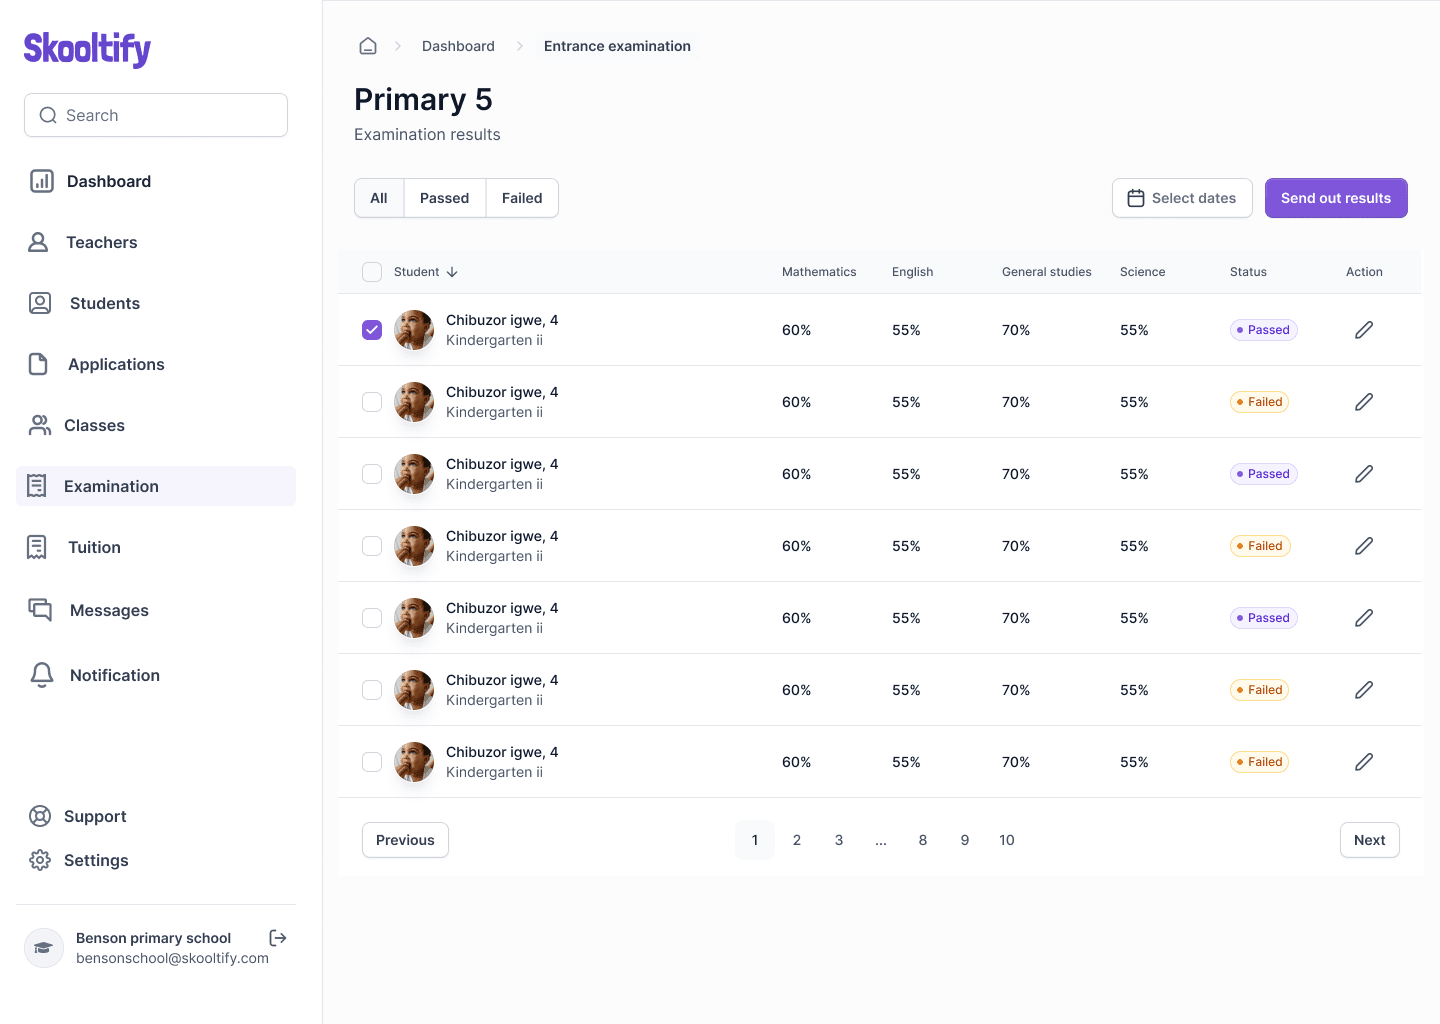 Skooltify
Search
Dashboard
Teachers
Students
Applications
Classes
Examination
Tuition
Messages
Notification
Support
Settings
Benson primary school
bensonschool@skooltify.com
Dashboard
Entrance examination
Primary 5
Examination results
All Passed Failed
Select dates
Send out results
Student Mathematics English General studies Science Status Action
Chibuzor igwe, 4
Kindergarten ii
60% 55% 70% 55% Passed
Chibuzor igwe, 4
Kindergarten ii
60% 55% 70% 55% Failed
Chibuzor igwe, 4
Kindergarten ii
60% 55% 70% 55% Passed
Chibuzor igwe, 4
Kindergarten ii
60% 55% 70% 55% Failed
Chibuzor igwe, 4
Kindergarten ii
60% 55% 70% 55% Passed
Chibuzor igwe, 4
Kindergarten ii
60% 55% 70% 55% Failed
Chibuzor igwe, 4
Kindergarten ii
60% 55% 70% 55% Failed
Previous 1 2 3 ... 8 9 10 Next